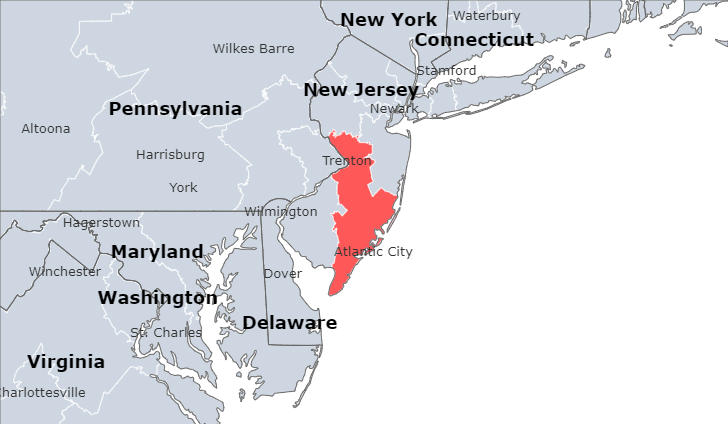 New York
Waterbury
Connecticut
Wilkes Barre
Stamford
New Jersey
Pennsylvania
Newark
Altoona
Harrisburg
Trenton
York
Wilmington
Hagerstown
Maryland
Atlantic City
Winchester
Dover
Washington
Delaware
St. Charles
Virginia
Charlottesville